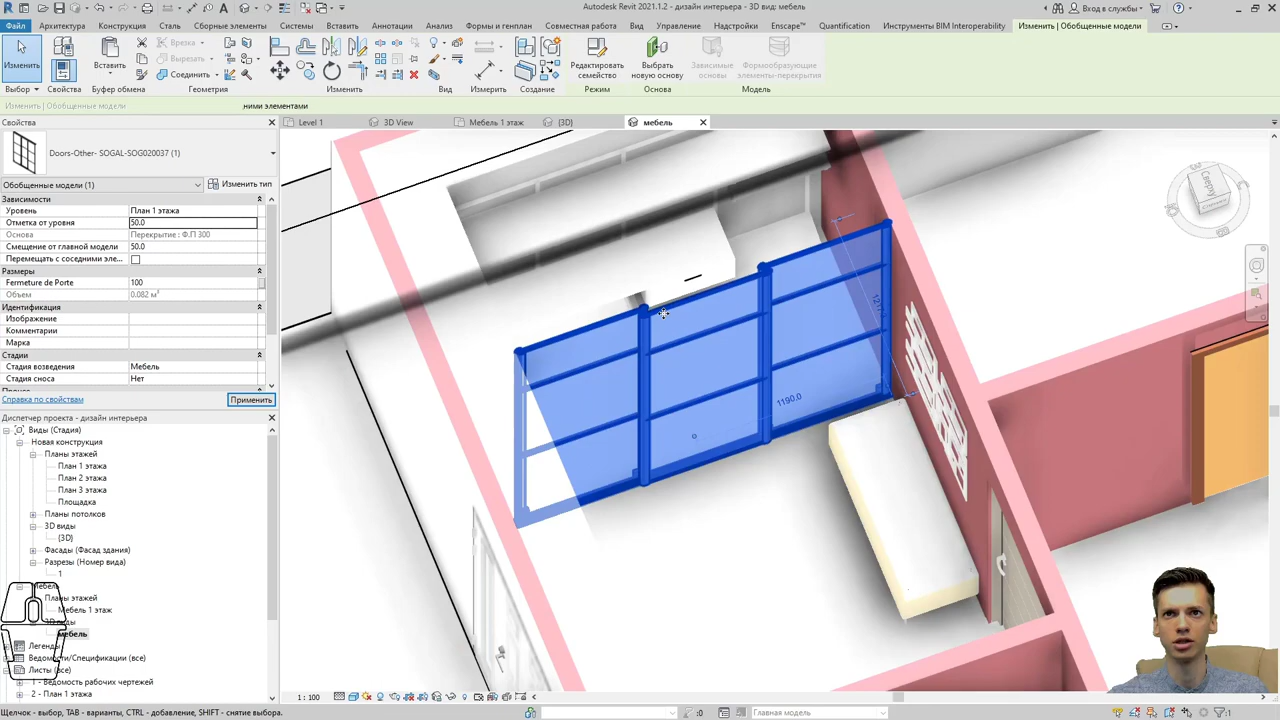 Autodesk Revit 2021.1.2 - дизайн интерьера - 3D вид: мебель
Вход в службы
Файл Архитектура Конструкция Сталь Сборные элементы Системы Вставить Аннотации Анализ Формы и генплан Совместная работа Вид Управление Надстройки Enscape™ Quantification Инструменты BIM Interoperability Изменить | Обобщенные модели
Врезка
Вырезать
Соединить
Изменить
Вставить
Редактировать семейство
Выбрать новую основу
Зависимые основы
Формообразующие элементы-перекрытия
Выбор Свойства Буфер обмена Геометрия Изменить Вид Измерить Создание Режим Основа Модель
Изменить | Обобщенные модели ними элементами
Свойства
Level 1 3D View Мебель 1 этаж {3D} мебель
Doors-Other- SOGAL-SOG020037 (1)
Обобщенные модели (1) Изменить тип
Зависимости
Уровень План 1 этажа
Отметка от уровня 50.0
Основа Перекрытие : Ф.П 300
Смещение от главной модели 50.0
Перемещать с соседними эле...
Размеры
Fermeture de Porte 100
Объем 0.082 м³
Идентификация
Изображение
Комментарии
Марка
Стадии
Стадия возведения Мебель
Стадия сноса Нет
Справка по свойствам Применить
1190.0
Диспетчер проекта - дизайн интерьера
Виды (Стадия)
Новая конструкция
Планы этажей
План 1 этажа
План 2 этажа
План 3 этажа
Площадка
Планы потолков
3D виды
{3D}
Фасады (Фасад здания)
Разрезы (Номер вида)
1
Планы этажей
Мебель 1 этаж
3D виды
мебель
Легенды
Ведомости/Спецификации (все)
Листы (все)
1 - Ведомость рабочих чертежей
2 - План 1 этажа
1 : 100
ВЫБОР - выбор, TAB - варианты, CTRL - добавление, SHIFT - снятие выбора. :0 Главная модель :1